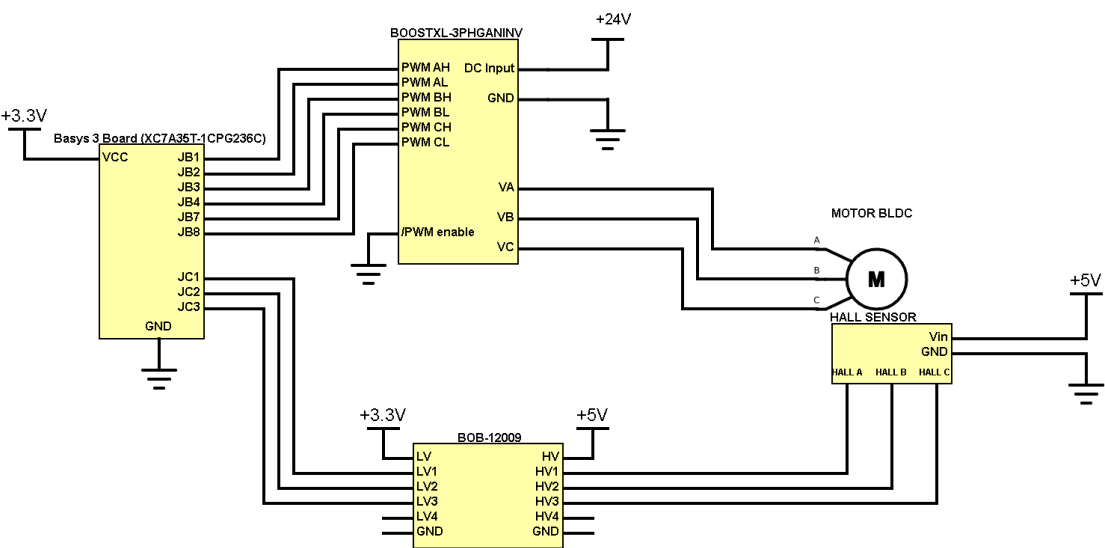 +24V
BOOSTXL-3PHGANINV
PWM AH
DC Input
PWM AL
PWM BH
GND
PWM BL
PWM CH
PWM CL
VA
VB
/PWM enable
VC
+3.3V
Basys 3 Board (XC7A35T-1CPG236C)
VCC
JB1
JB2
JB3
JB4
JB7
JB8
JC1
JC2
JC3
GND
MOTOR BLDC
A
B
C
M
+5V
HALL SENSOR
Vin
GND
HALL A
HALL B
HALL C
+3.3V
+5V
BOB-12009
LV
HV
LV1
HV1
LV2
HV2
LV3
HV3
LV4
HV4
GND
GND